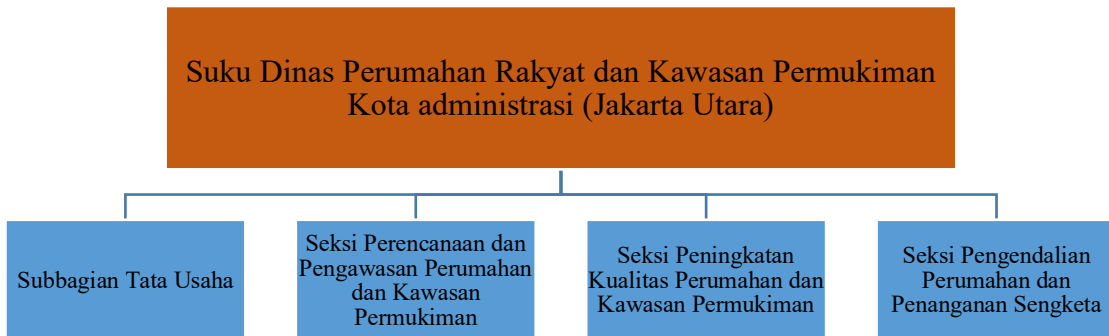 Suku Dinas Perumahan Rakyat dan Kawasan Permukiman
Kota administrasi (Jakarta Utara)
Subbagian Tata Usaha
Seksi Perencanaan dan
Pengawasan Perumahan
dan Kawasan
Permukiman
Seksi Peningkatan
Kualitas Perumahan dan
Kawasan Permukiman
Seksi Pengendalian
Perumahan dan
Penanganan Sengketa